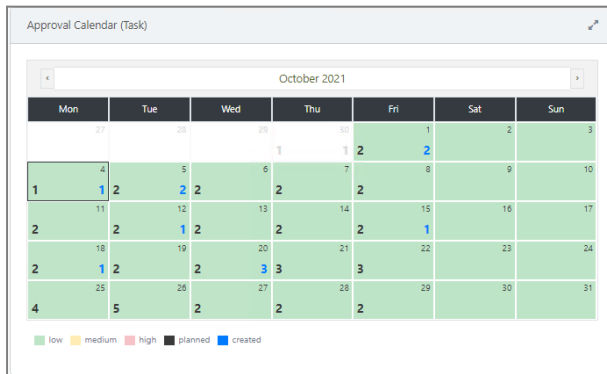 Approval Calendar (Task)
‹ October 2021 ›
Mon Tue Wed Thu Fri Sat Sun
27 28 29 30 1 2 3
1 1 2 2
4 5 6 7 8 9 10
1 1 2 2 2 2 2
11 12 13 14 15 16 17
2 2 1 2 2 2 1
18 19 20 21 22 23 24
2 1 2 2 3 3 3
25 26 27 28 29 30 31
4 5 2 2 2
low medium high planned created